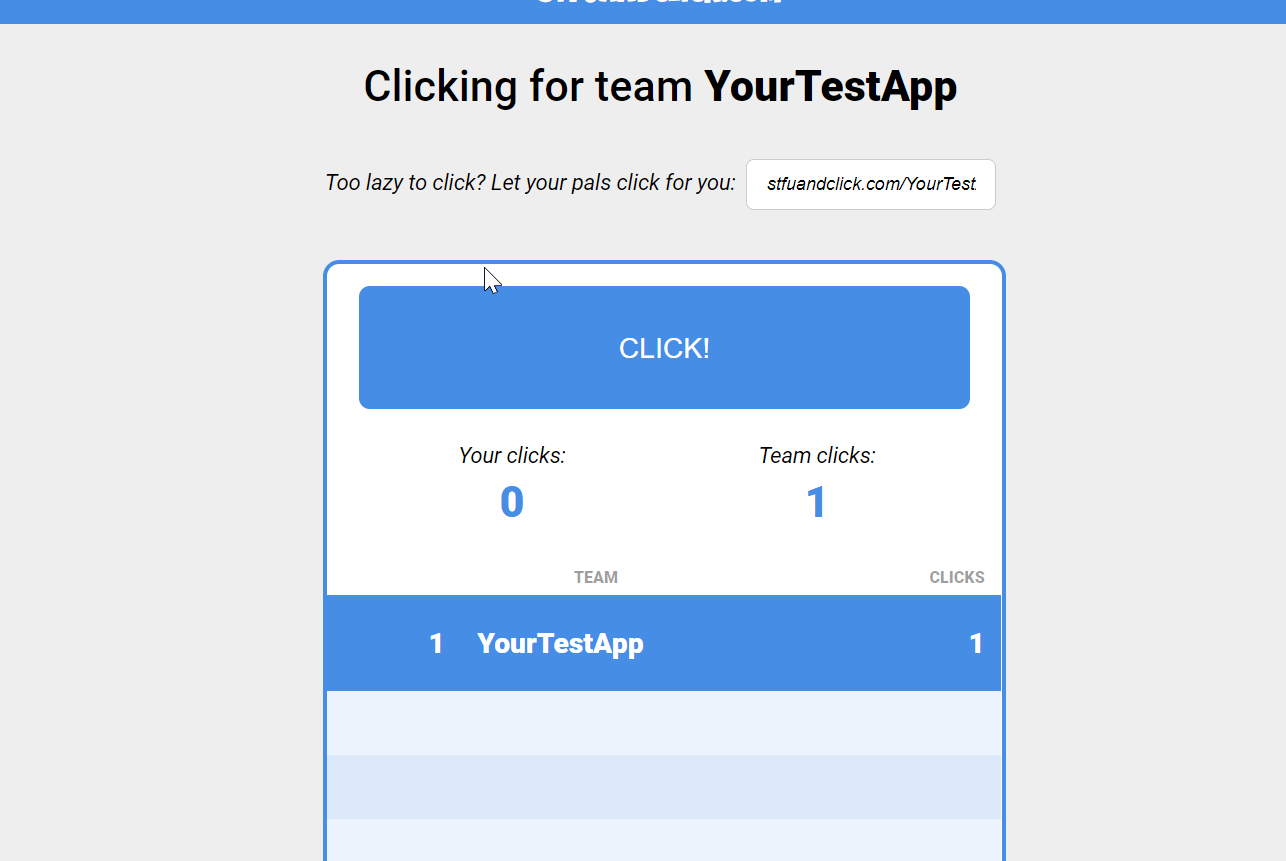 Clicking for team YourTestApp
Too lazy to click? Let your pals click for you: stfuandclick.com/YourTest
CLICK!
Your clicks: Team clicks:
0 1
TEAM CLICKS
1 YourTestApp 1